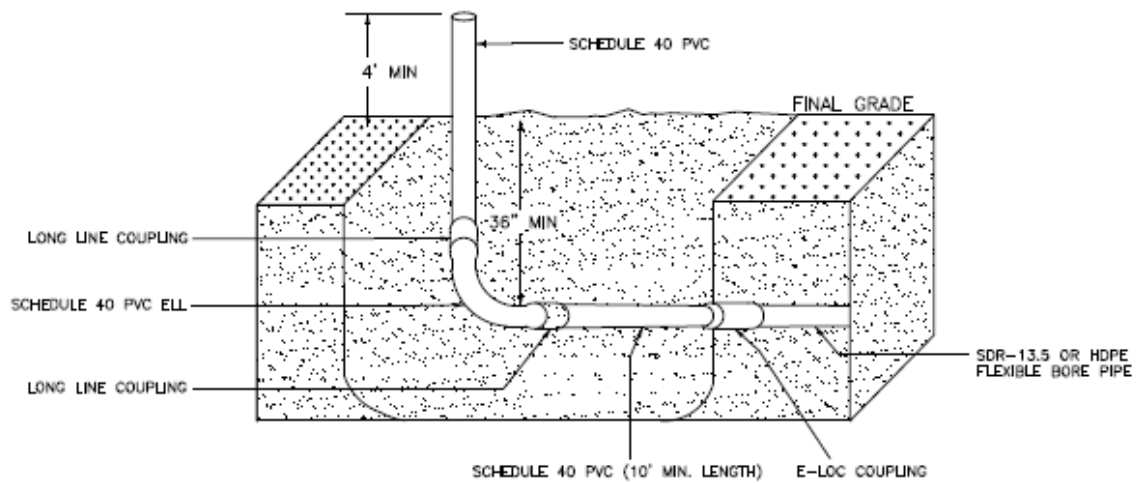 SCHEDULE 40 PVC
4' MIN
FINAL GRADE
36" MIN
LONG LINE COUPLING
SCHEDULE 40 PVC ELL
SDR-13.5 OR HDPE
FLEXIBLE BORE PIPE
LONG LINE COUPLING
SCHEDULE 40 PVC (10' MIN. LENGTH)
E-LOC COUPLING